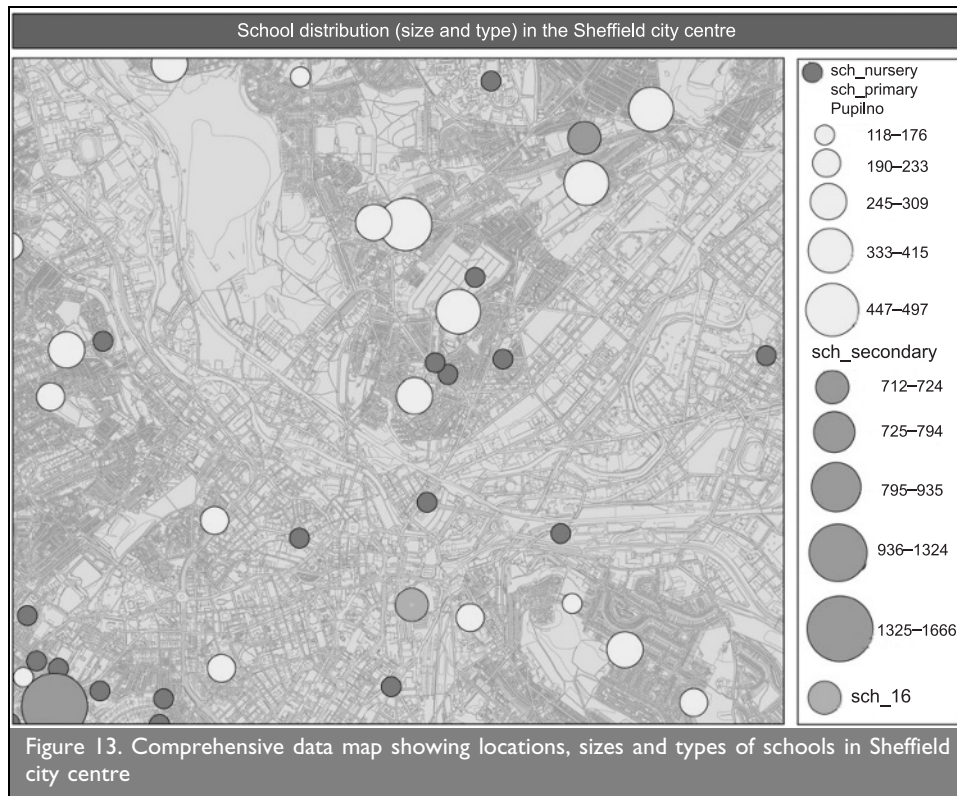 School distribution (size and type) in the Sheffield city centre
sch_nursery
sch_primary
Pupilno
118–176
190–233
245–309
333–415
447–497
sch_secondary
712–724
725–794
795–935
936–1324
1325–1666
sch_16
Figure 13. Comprehensive data map showing locations, sizes and types of schools in Sheffield
city centre